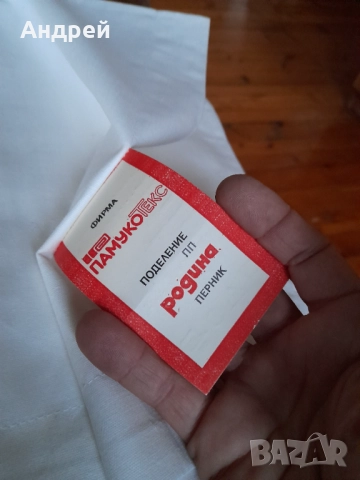 Андрей
ФИРМА
ПАМУКОТЕКС
ПОДЕЛЕНИЕ
ПП
Родина
ПЕРНИК
BAZAR